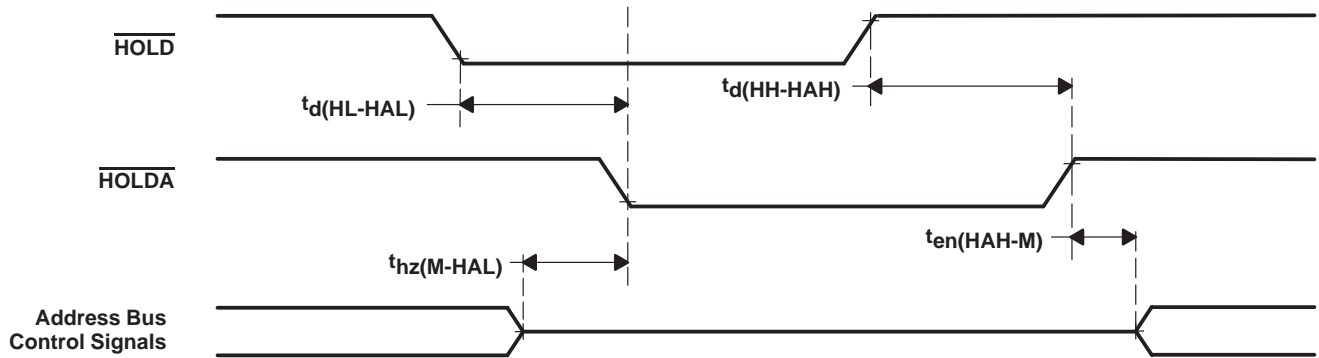 HOLD
td(HL-HAL)
td(HH-HAH)
HOLDA
ten(HAH-M)
thz(M-HAL)
Address Bus
Control Signals